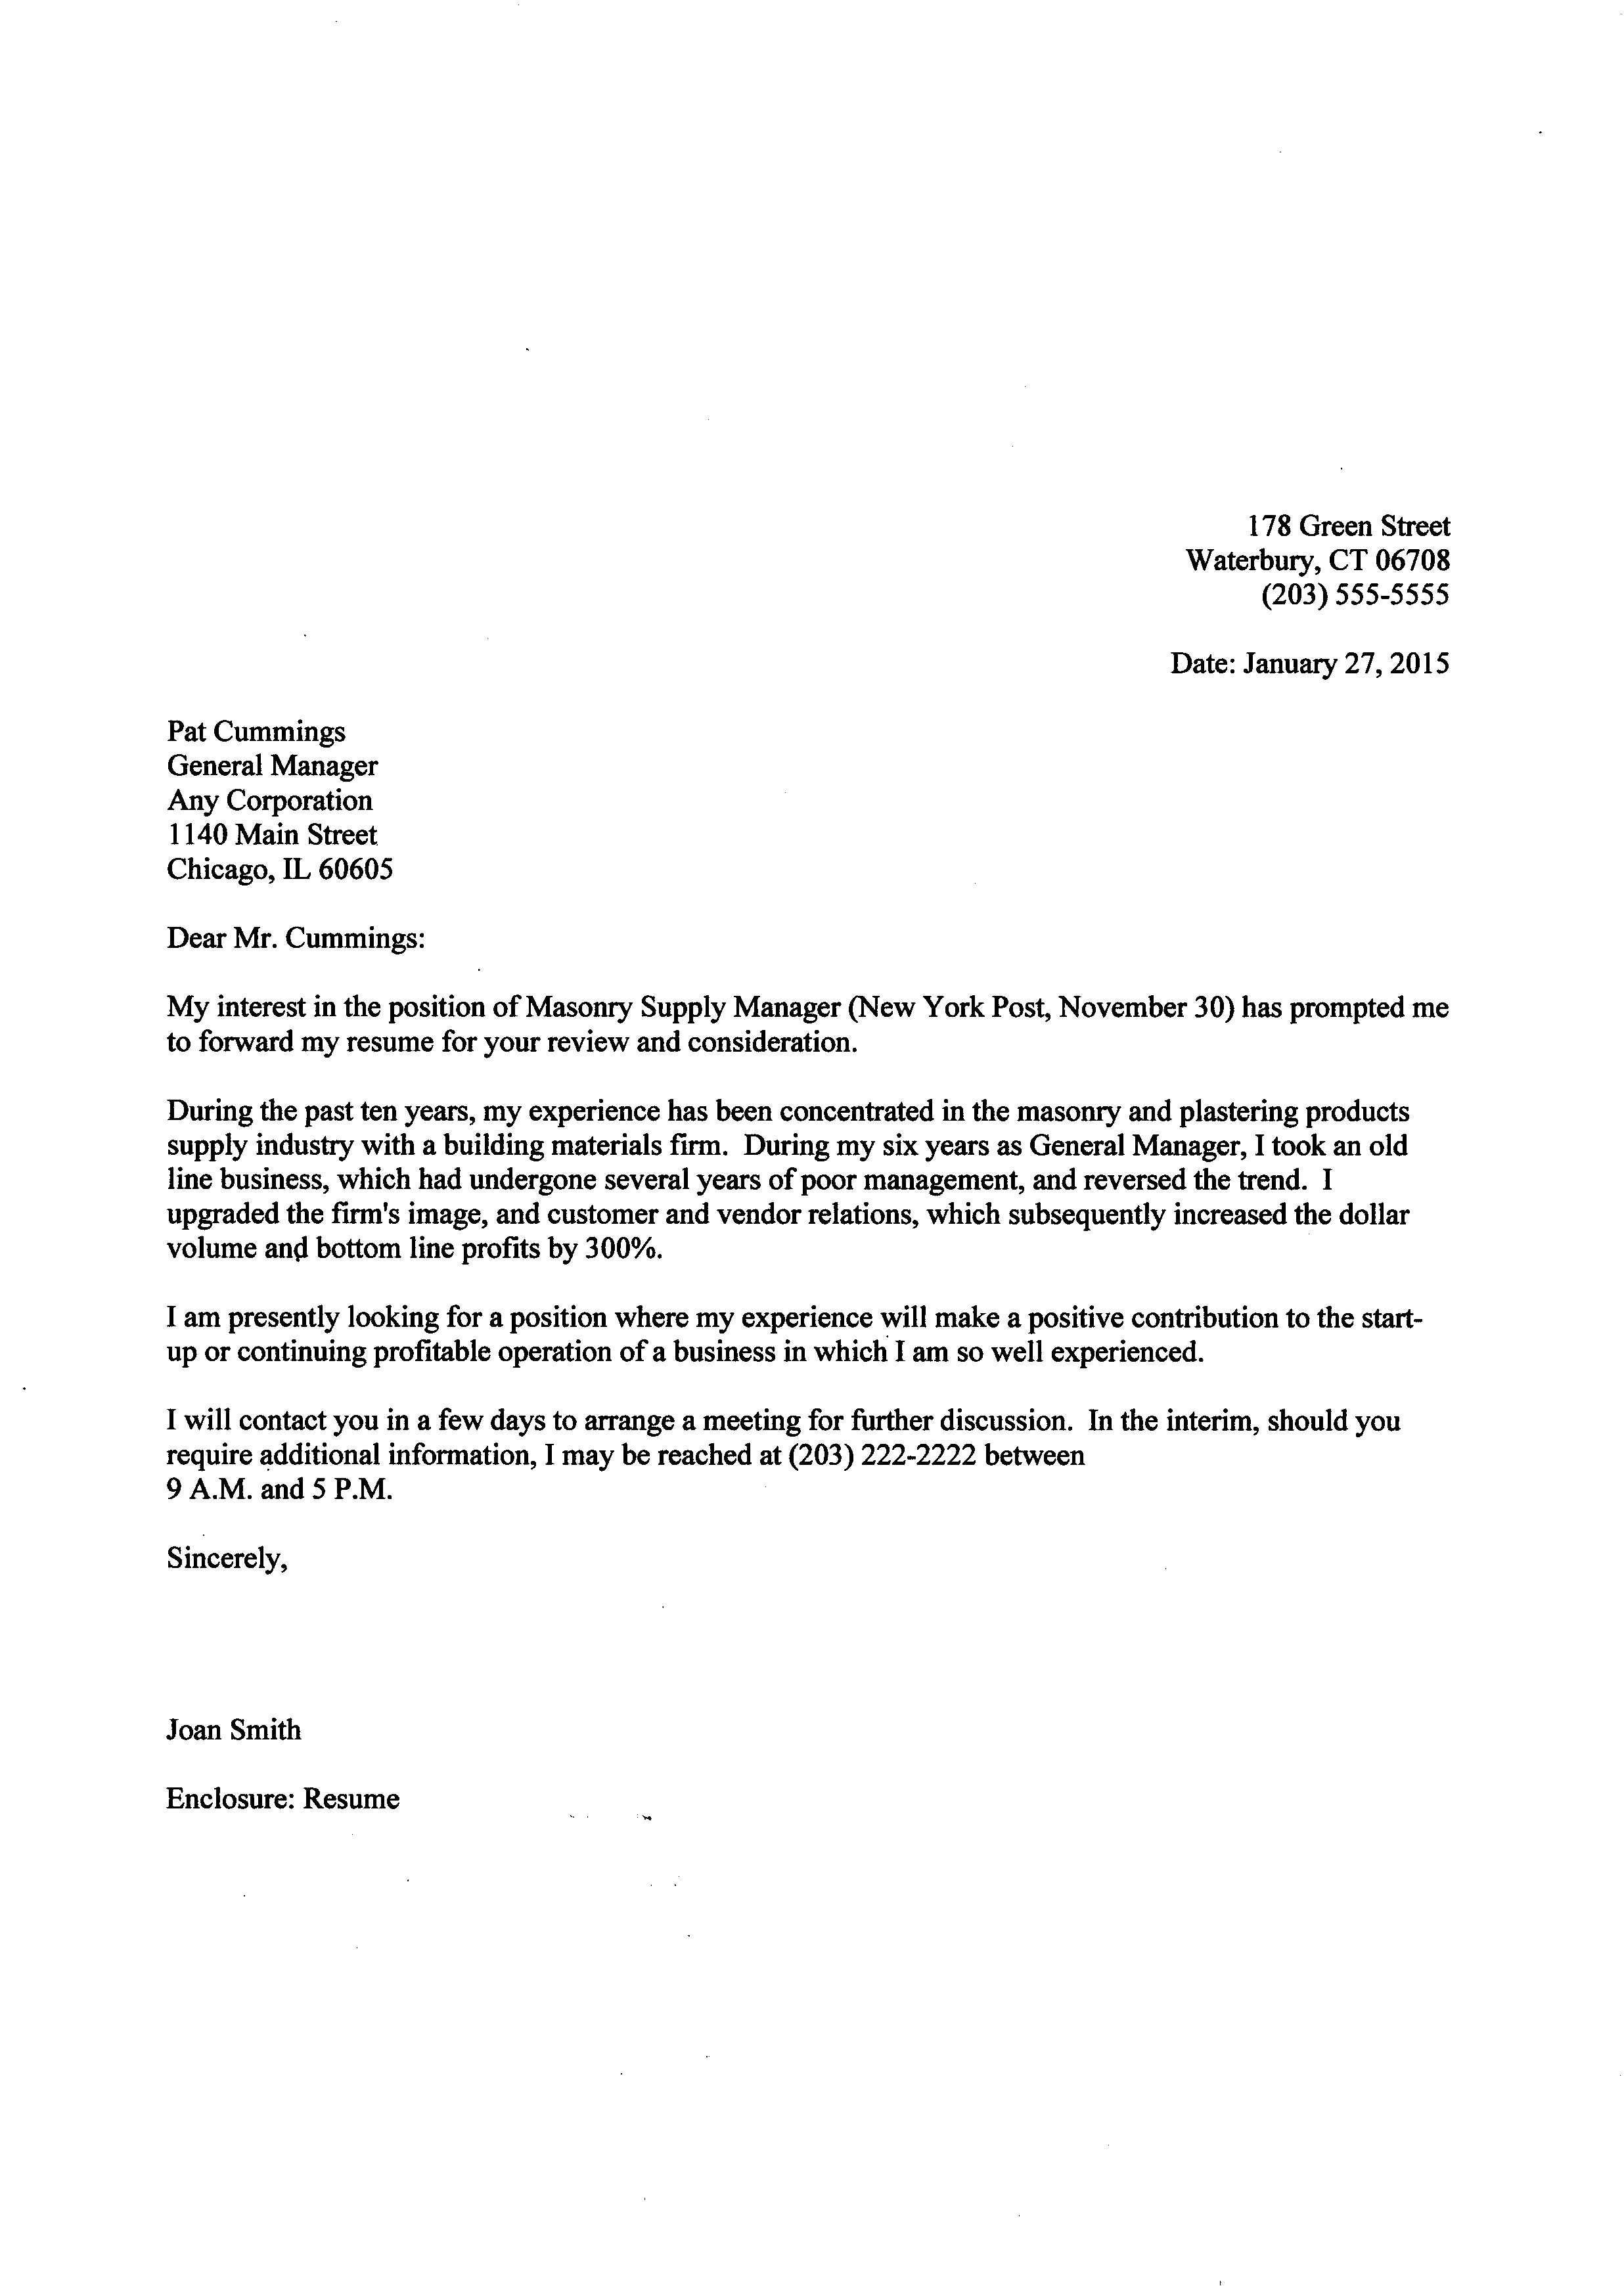 178 Green Street
Waterbury, CT 06708
(203) 555-5555
Date: January 27, 2015
Pat Cummings
General Manager
Any Corporation
1140 Main Street
Chicago, IL 60605
Dear Mr. Cummings:
My interest in the position of Masonry Supply Manager (New York Post, November 30) has prompted me
to forward my resume for your review and consideration.
During the past ten years, my experience has been concentrated in the masonry and plastering products
supply industry with a building materials firm.  During my six years as General Manager, I took an old
line business, which had undergone several years of poor management, and reversed the trend.  I
upgraded the firm's image, and customer and vendor relations, which subsequently increased the dollar
volume and bottom line profits by 300%.
I am presently looking for a position where my experience will make a positive contribution to the start-
up or continuing profitable operation of a business in which I am so well experienced.
I will contact you in a few days to arrange a meeting for further discussion.  In the interim, should you
require additional information, I may be reached at (203) 222-2222 between
9 A.M. and 5 P.M.
Sincerely,
Joan Smith
Enclosure: Resume